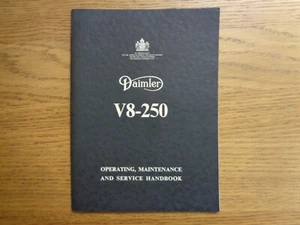 Daimler
V8-250
OPERATING, MAINTENANCE
AND SERVICE HANDBOOK